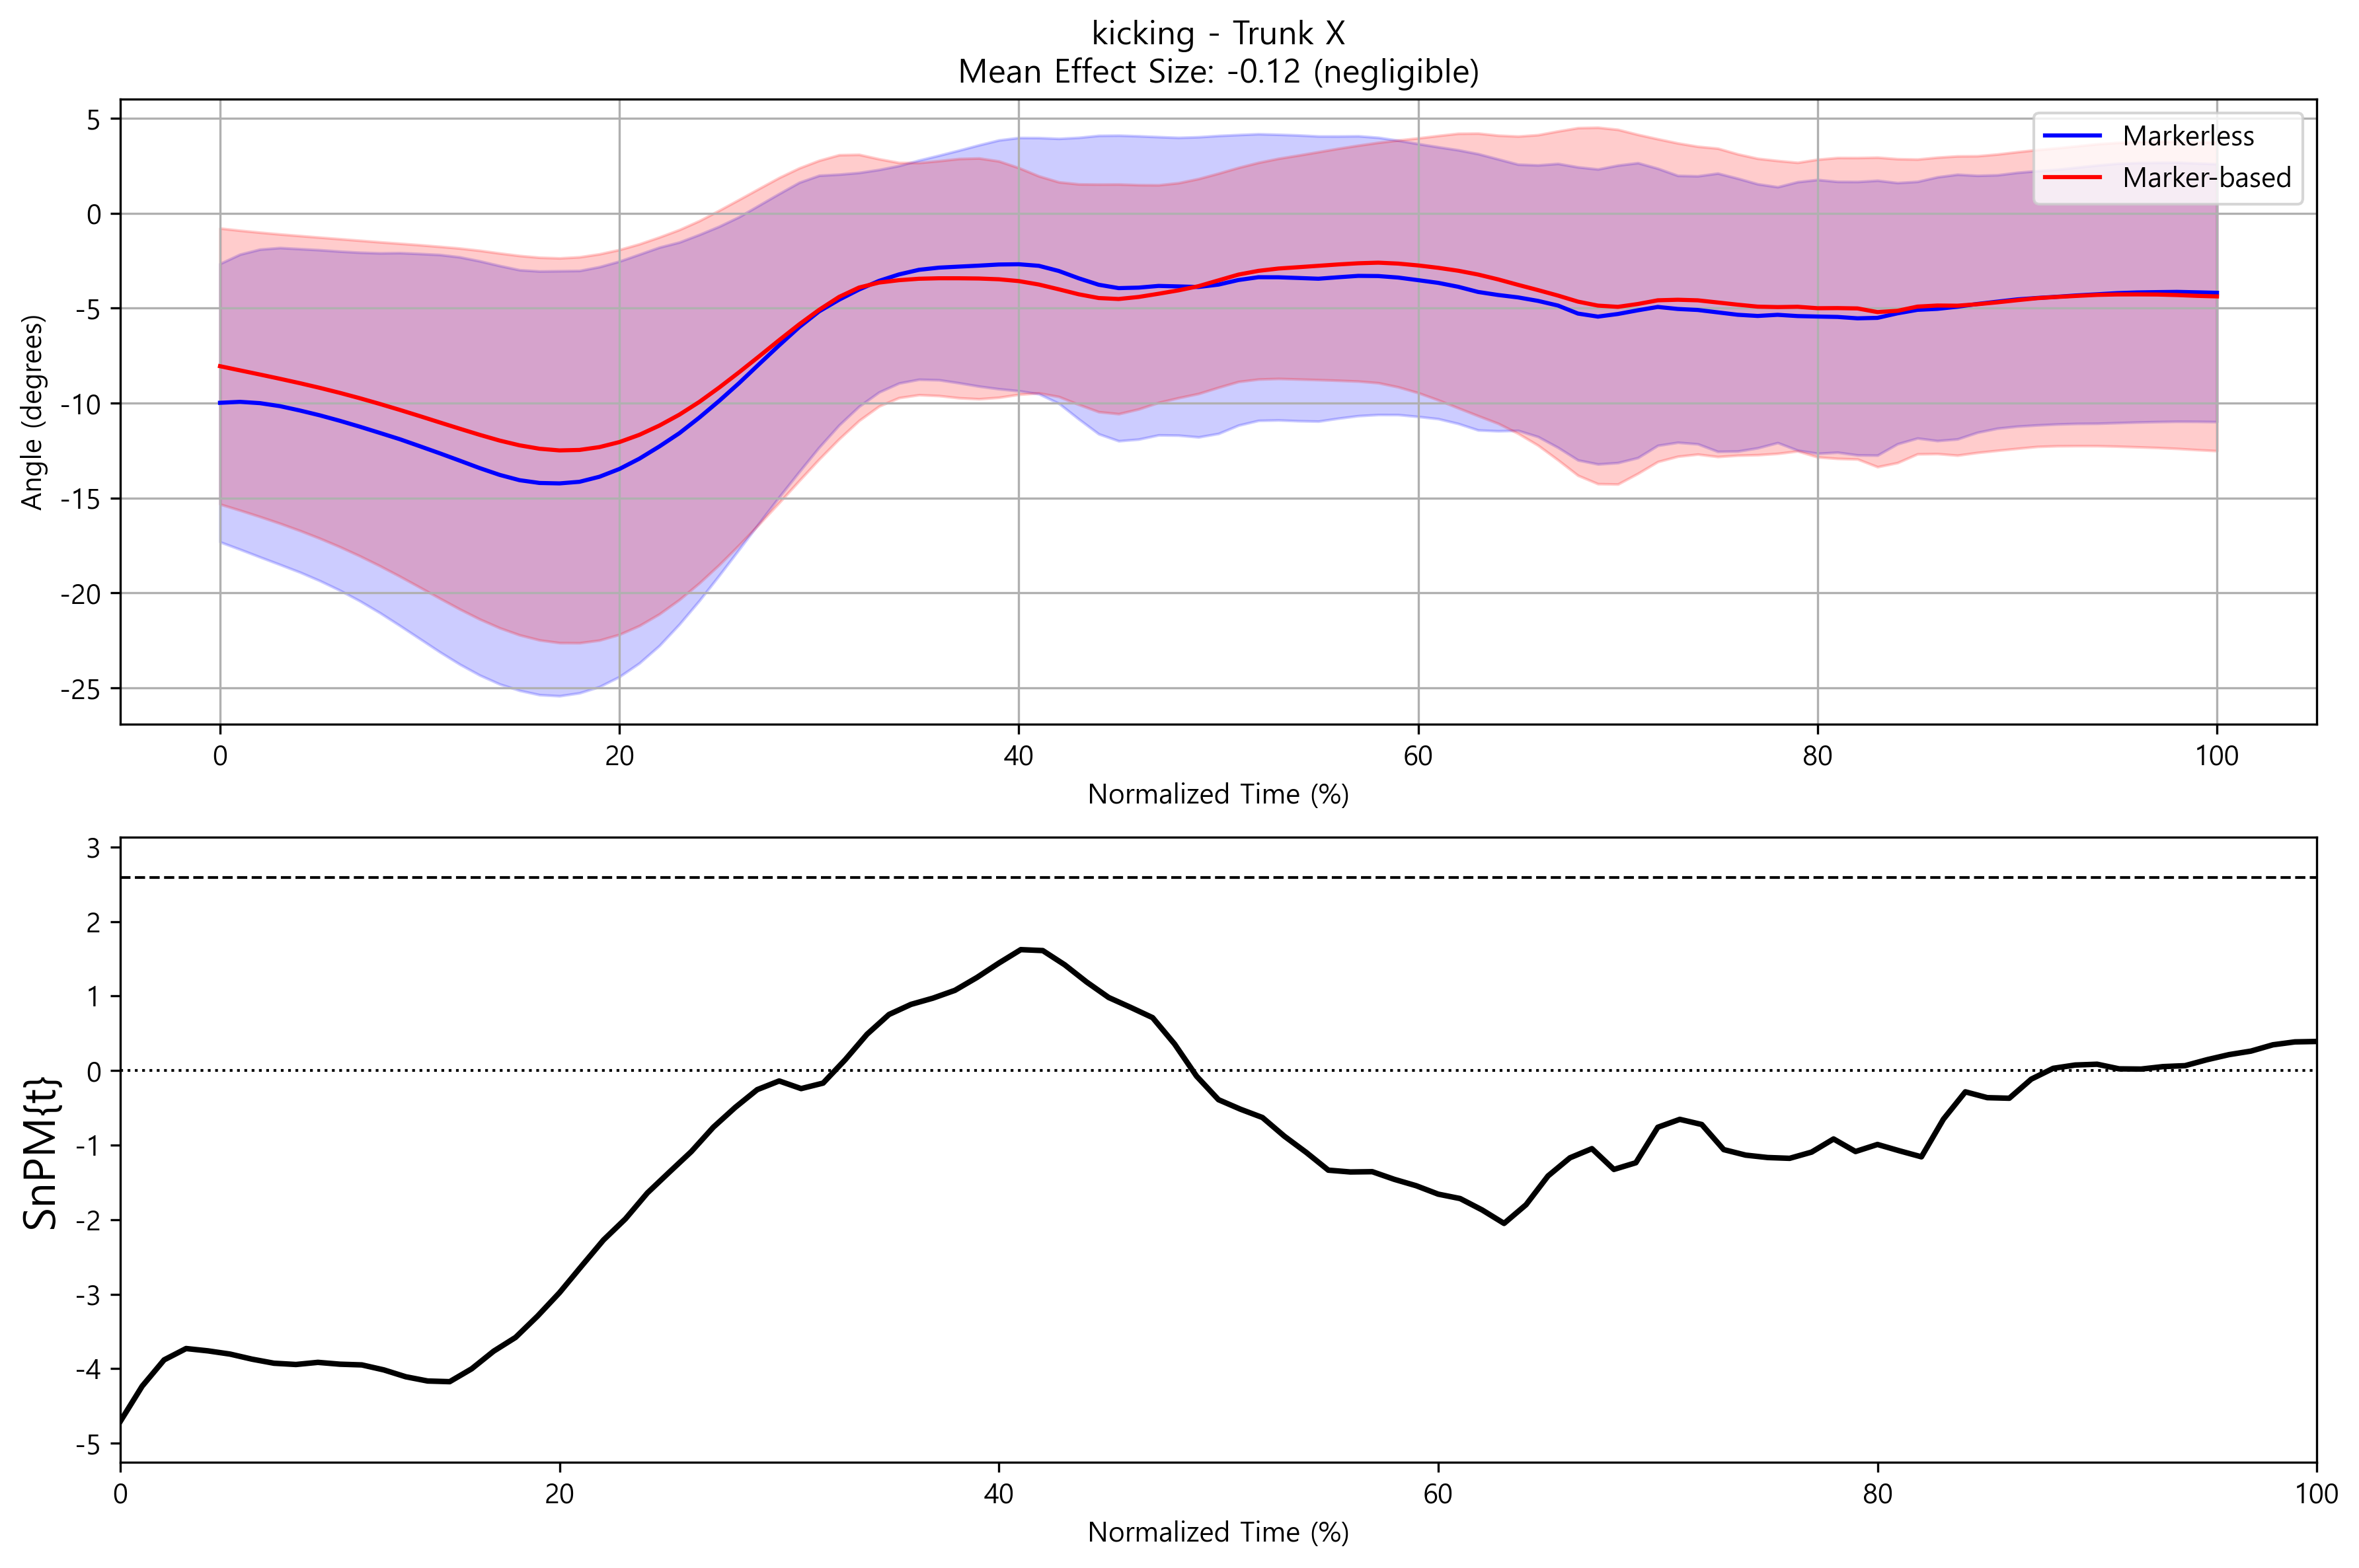 kicking - Trunk X
Mean Effect Size: -0.12 (negligible)
Markerless
Marker-based
Angle (degrees)
5
0
-5
-10
-15
-20
-25
0 20 40 60 80 100
Normalized Time (%)
SnPM{t}
3
2
1
0
-1
-2
-3
-4
-5
0 20 40 60 80 100
Normalized Time (%)